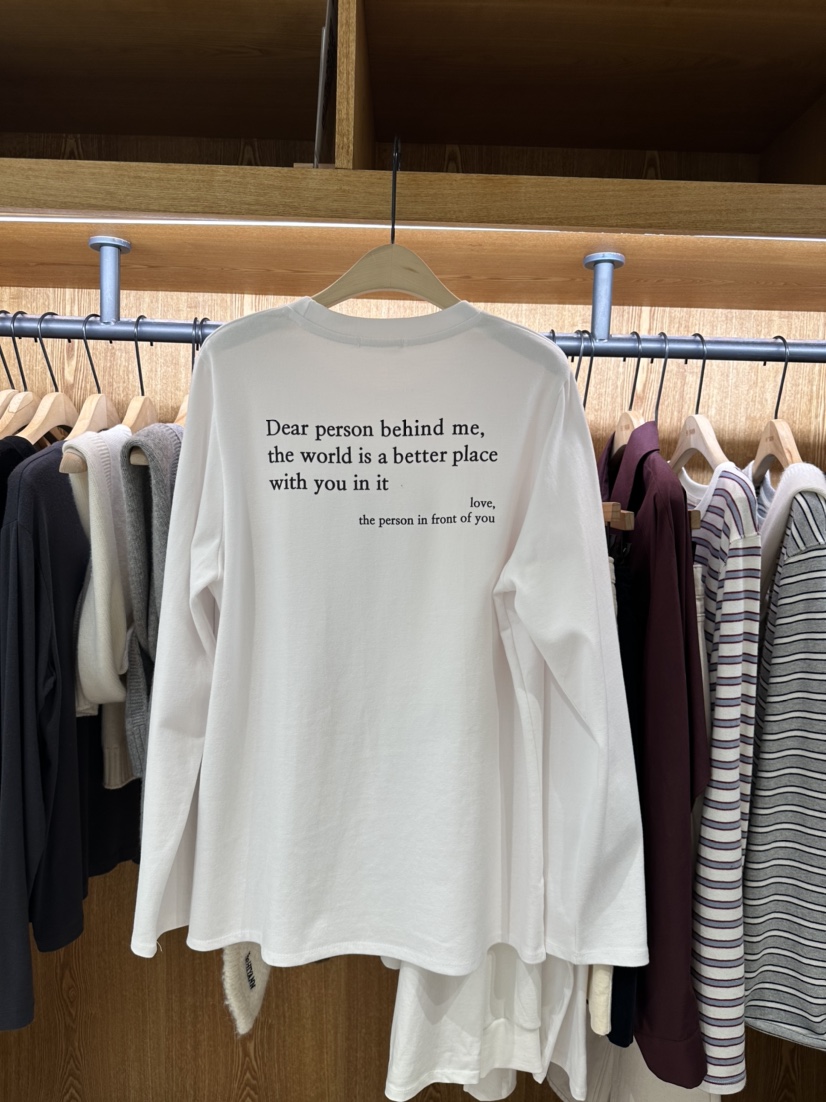 Dear person behind me,
the world is a better place
with you in it
love,
the person in front of you